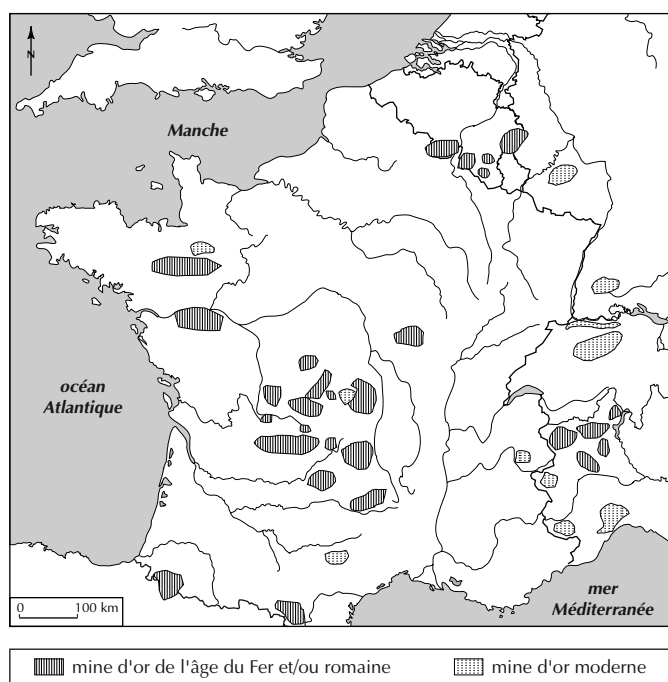 N
Manche
océan
Atlantique
mer
Méditerranée
0 100 km
mine d'or de l'âge du Fer et/ou romaine
mine d'or moderne